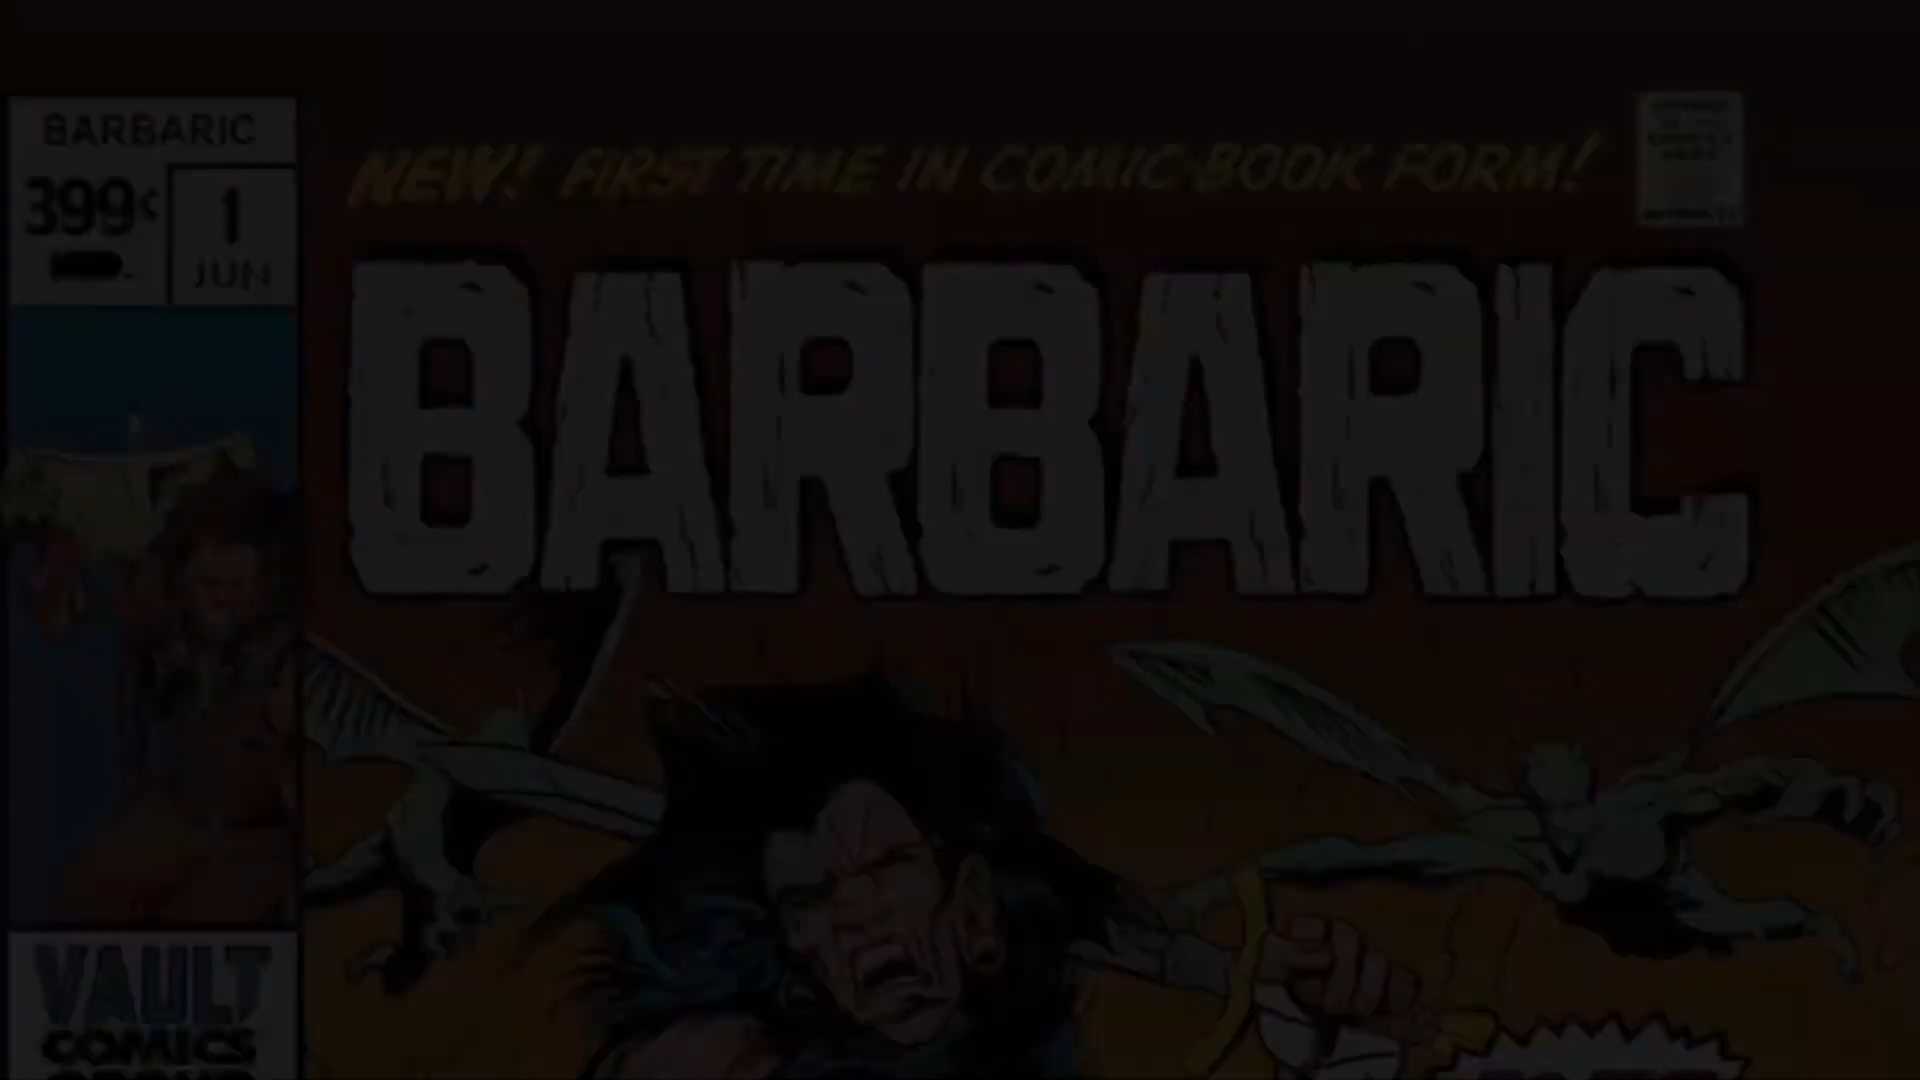 BARBARIC
399¢
1
JUN
NEW! FIRST TIME IN COMIC-BOOK FORM!
BARBARIC
VAULT
COMICS